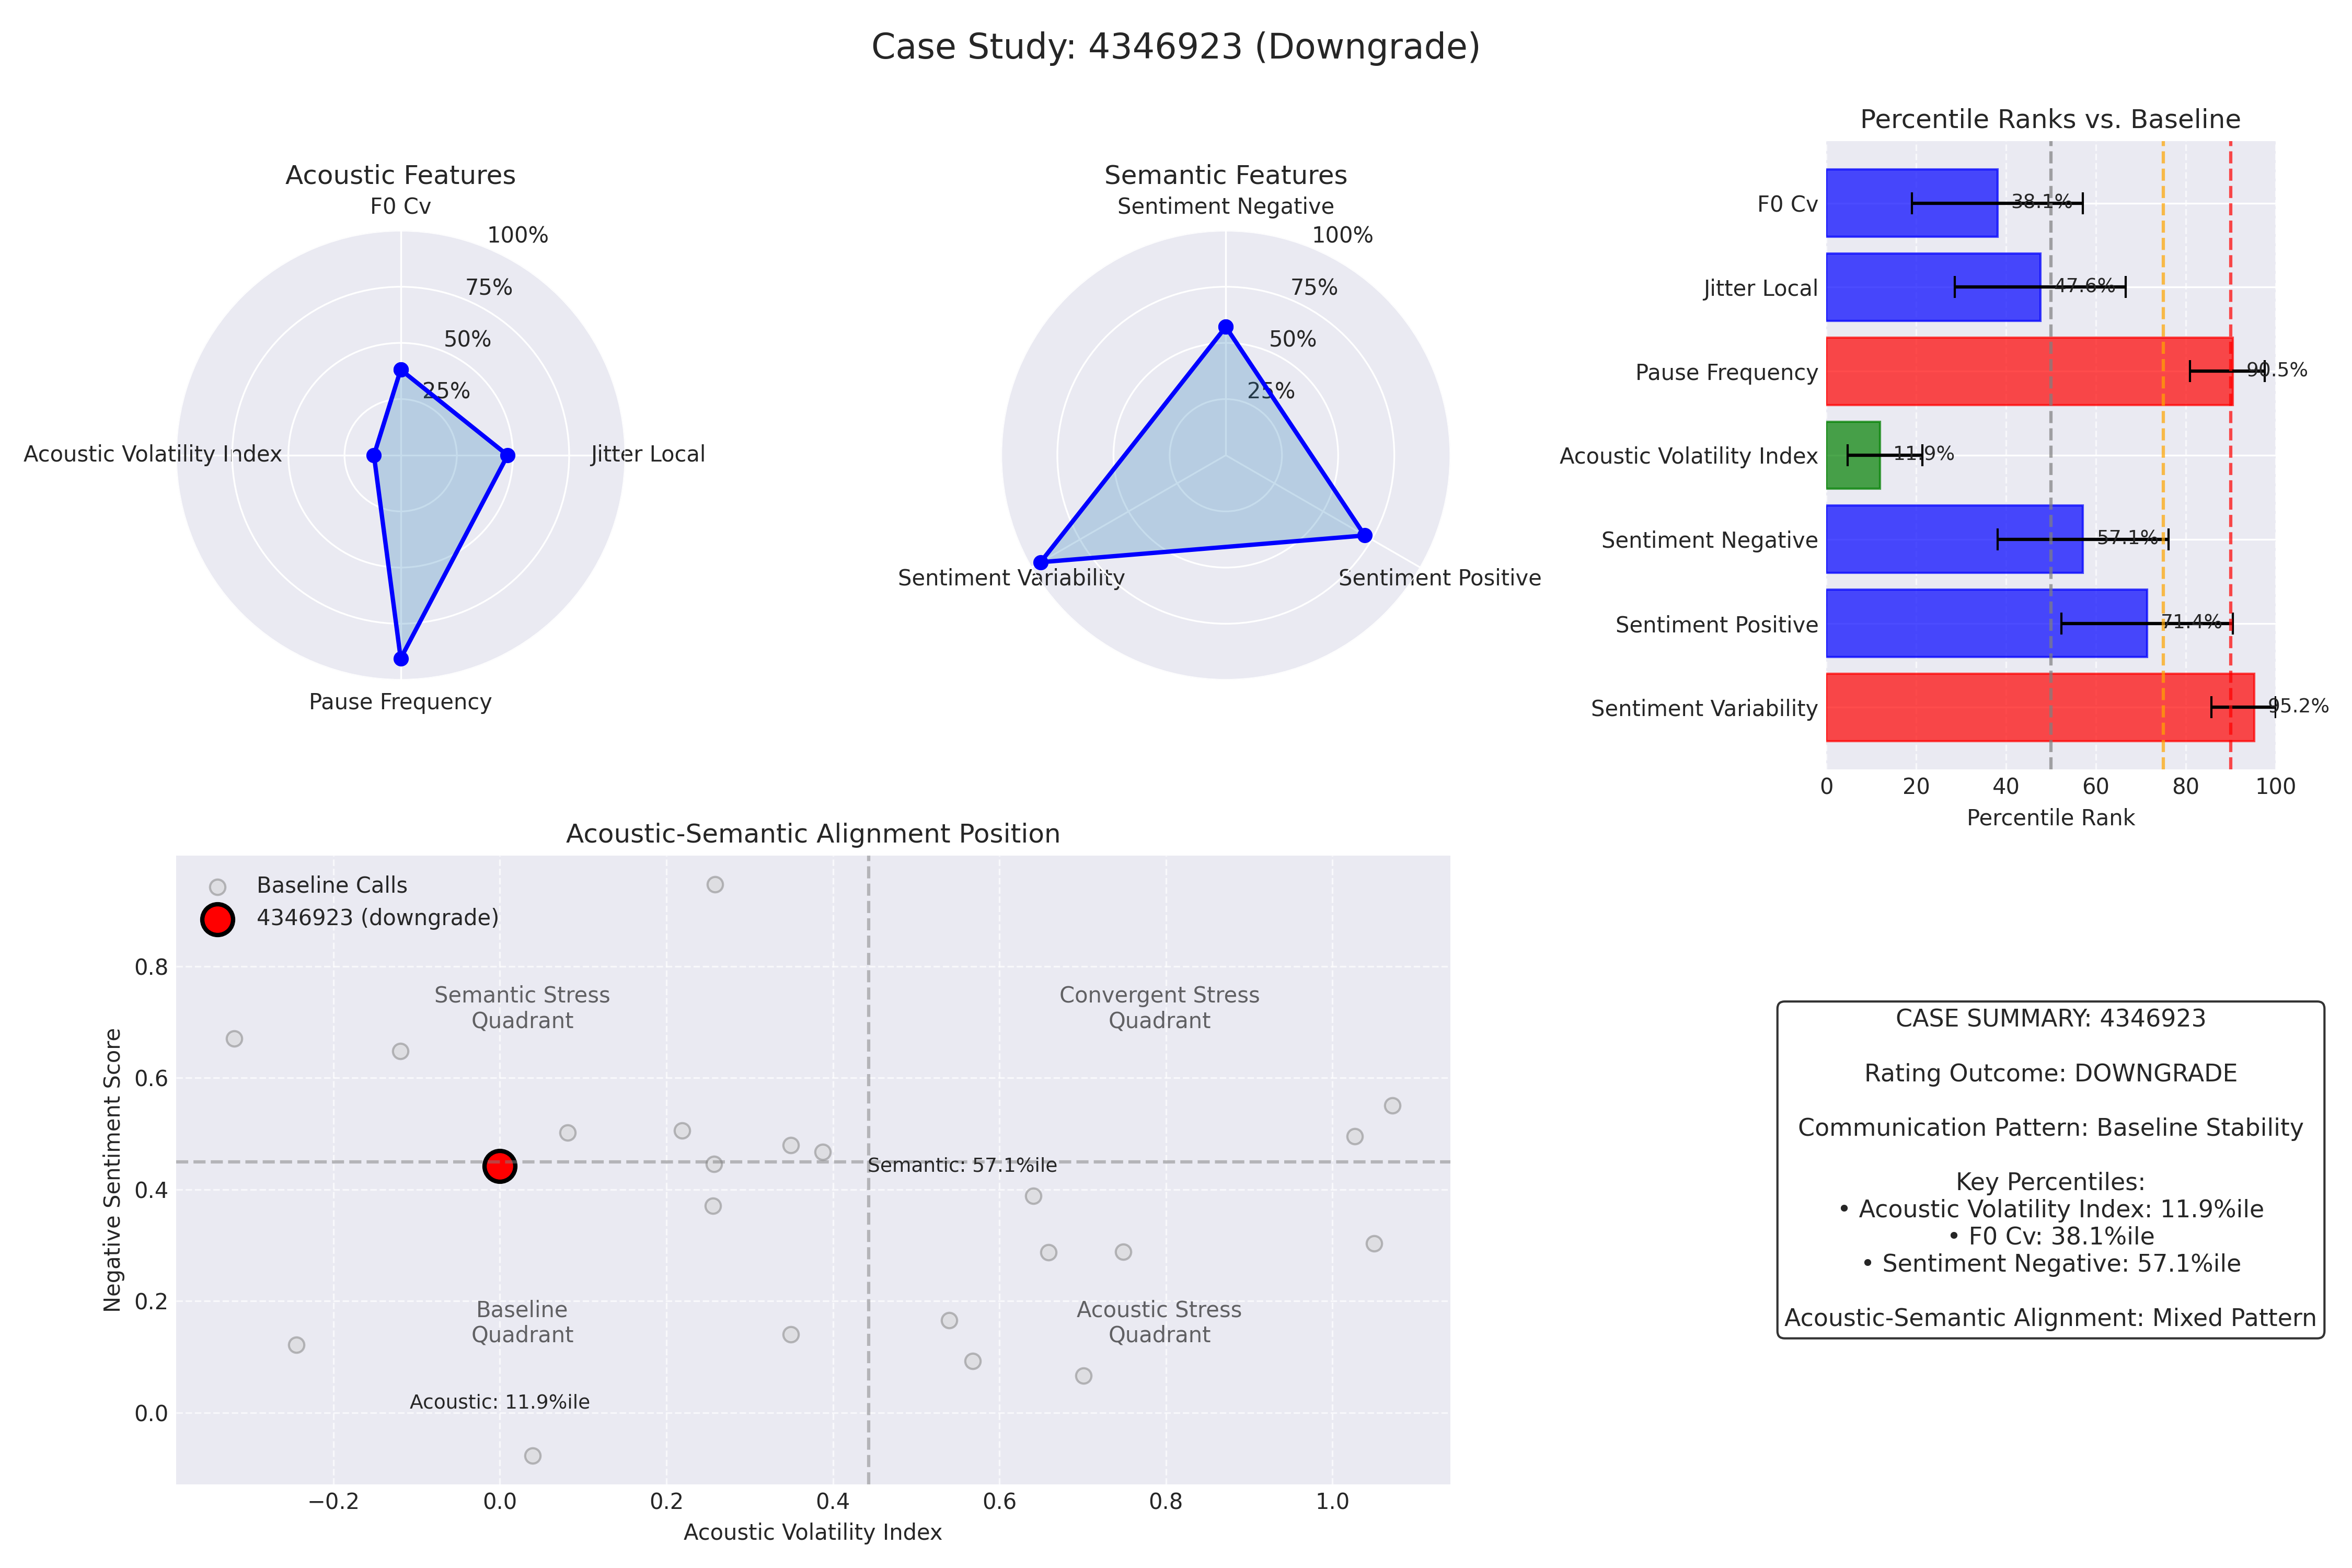 Case Study: 4346923 (Downgrade)
Acoustic Features
F0 Cv
100%
75%
50%
25%
Acoustic Volatility Index
Jitter Local
Pause Frequency
Semantic Features
Sentiment Negative
100%
75%
50%
25%
Sentiment Variability
Sentiment Positive
Percentile Ranks vs. Baseline
F0 Cv
38.1%
Jitter Local
47.6%
Pause Frequency
90.5%
Acoustic Volatility Index
11.9%
Sentiment Negative
57.1%
Sentiment Positive
71.4%
Sentiment Variability
95.2%
0 20 40 60 80 100
Percentile Rank
Acoustic-Semantic Alignment Position
Baseline Calls
4346923 (downgrade)
Semantic Stress
Quadrant
Convergent Stress
Quadrant
Semantic: 57.1%ile
Baseline
Quadrant
Acoustic Stress
Quadrant
Acoustic: 11.9%ile
Negative Sentiment Score
0.8
0.6
0.4
0.2
0.0
−0.2 0.0 0.2 0.4 0.6 0.8 1.0
Acoustic Volatility Index
CASE SUMMARY: 4346923
Rating Outcome: DOWNGRADE
Communication Pattern: Baseline Stability
Key Percentiles:
• Acoustic Volatility Index: 11.9%ile
• F0 Cv: 38.1%ile
• Sentiment Negative: 57.1%ile
Acoustic-Semantic Alignment: Mixed Pattern